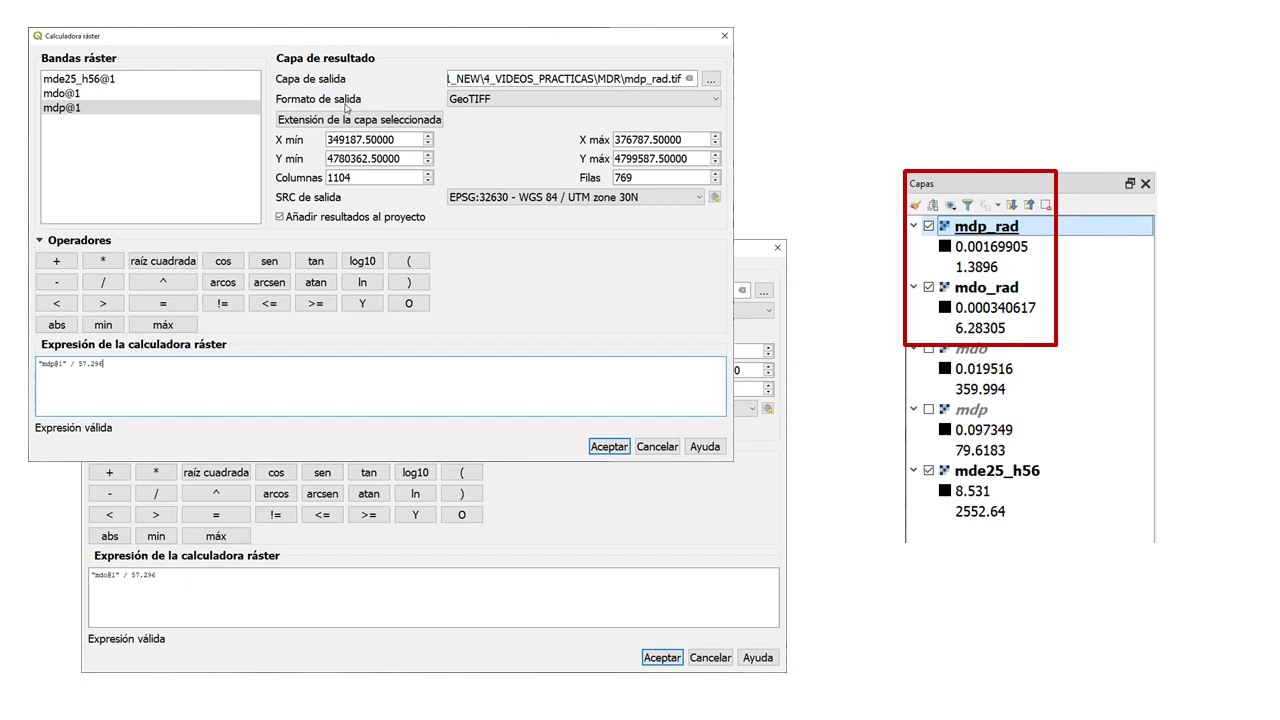 Calculadora ráster
Bandas ráster
mde25_h56@1
mdo@1
mdp@1
Capa de resultado
Capa de salida
_NEW\4_VIDEOS_PRACTICAS\MDR\mdp_rad.tif
...
Formato de salida
GeoTIFF
Extensión de la capa seleccionada
X mín 349187.50000 X máx 376787.50000
Y mín 4780362.50000 Y máx 4799587.50000
Columnas 1104 Filas 769
SRC de salida EPSG:32630 - WGS 84 / UTM zone 30N
Añadir resultados al proyecto
Operadores
+ * raíz cuadrada cos sen tan log10 (
- / ^ arcos arcsen atan ln )
< > = != <= >= Y O
abs min máx
Expresión de la calculadora ráster
"mdp@1" / 57.296
Expresión válida
Aceptar Cancelar Ayuda
...
0
+ * raíz cuadrada cos sen tan log10 (
- / ^ arcos arcsen atan ln )
< > = != <= >= Y O
abs min máx
Expresión de la calculadora ráster
"mdo@1" / 57.296
Expresión válida
Aceptar Cancelar Ayuda
Capas
mdp_rad
0.00169905
1.3896
mdo_rad
0.000340617
6.28305
mdo
0.019516
359.994
mdp
0.097349
79.6183
mde25_h56
8.531
2552.64